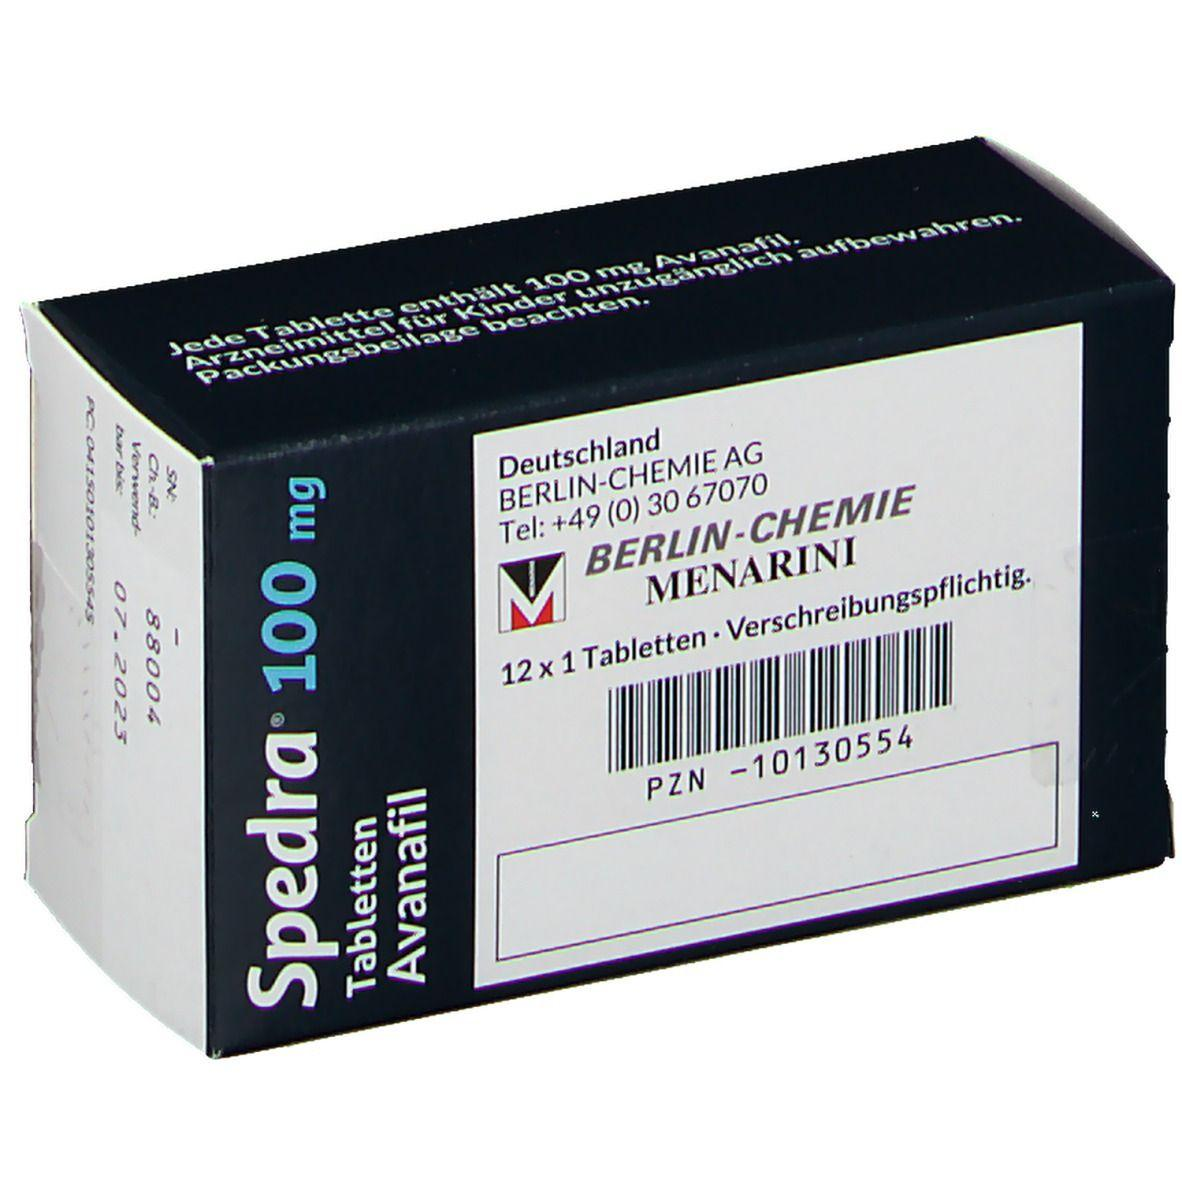 Jede Tablette enthält 100 mg Avanafil.
Arzneimittel für Kinder unzugänglich aufbewahren.
Packungsbeilage beachten.
Spedra® 100 mg
Tabletten
Avanafil
Deutschland
BERLIN-CHEMIE AG
Tel: +49 (0) 30 67070
BERLIN-CHEMIE
MENARINI
12 x 1 Tabletten · Verschreibungspflichtig.
PZN -10130554
SN: -
Ch.-B.: 88004
Verwend-
bar bis: 07.2023
PC: 04150101305545